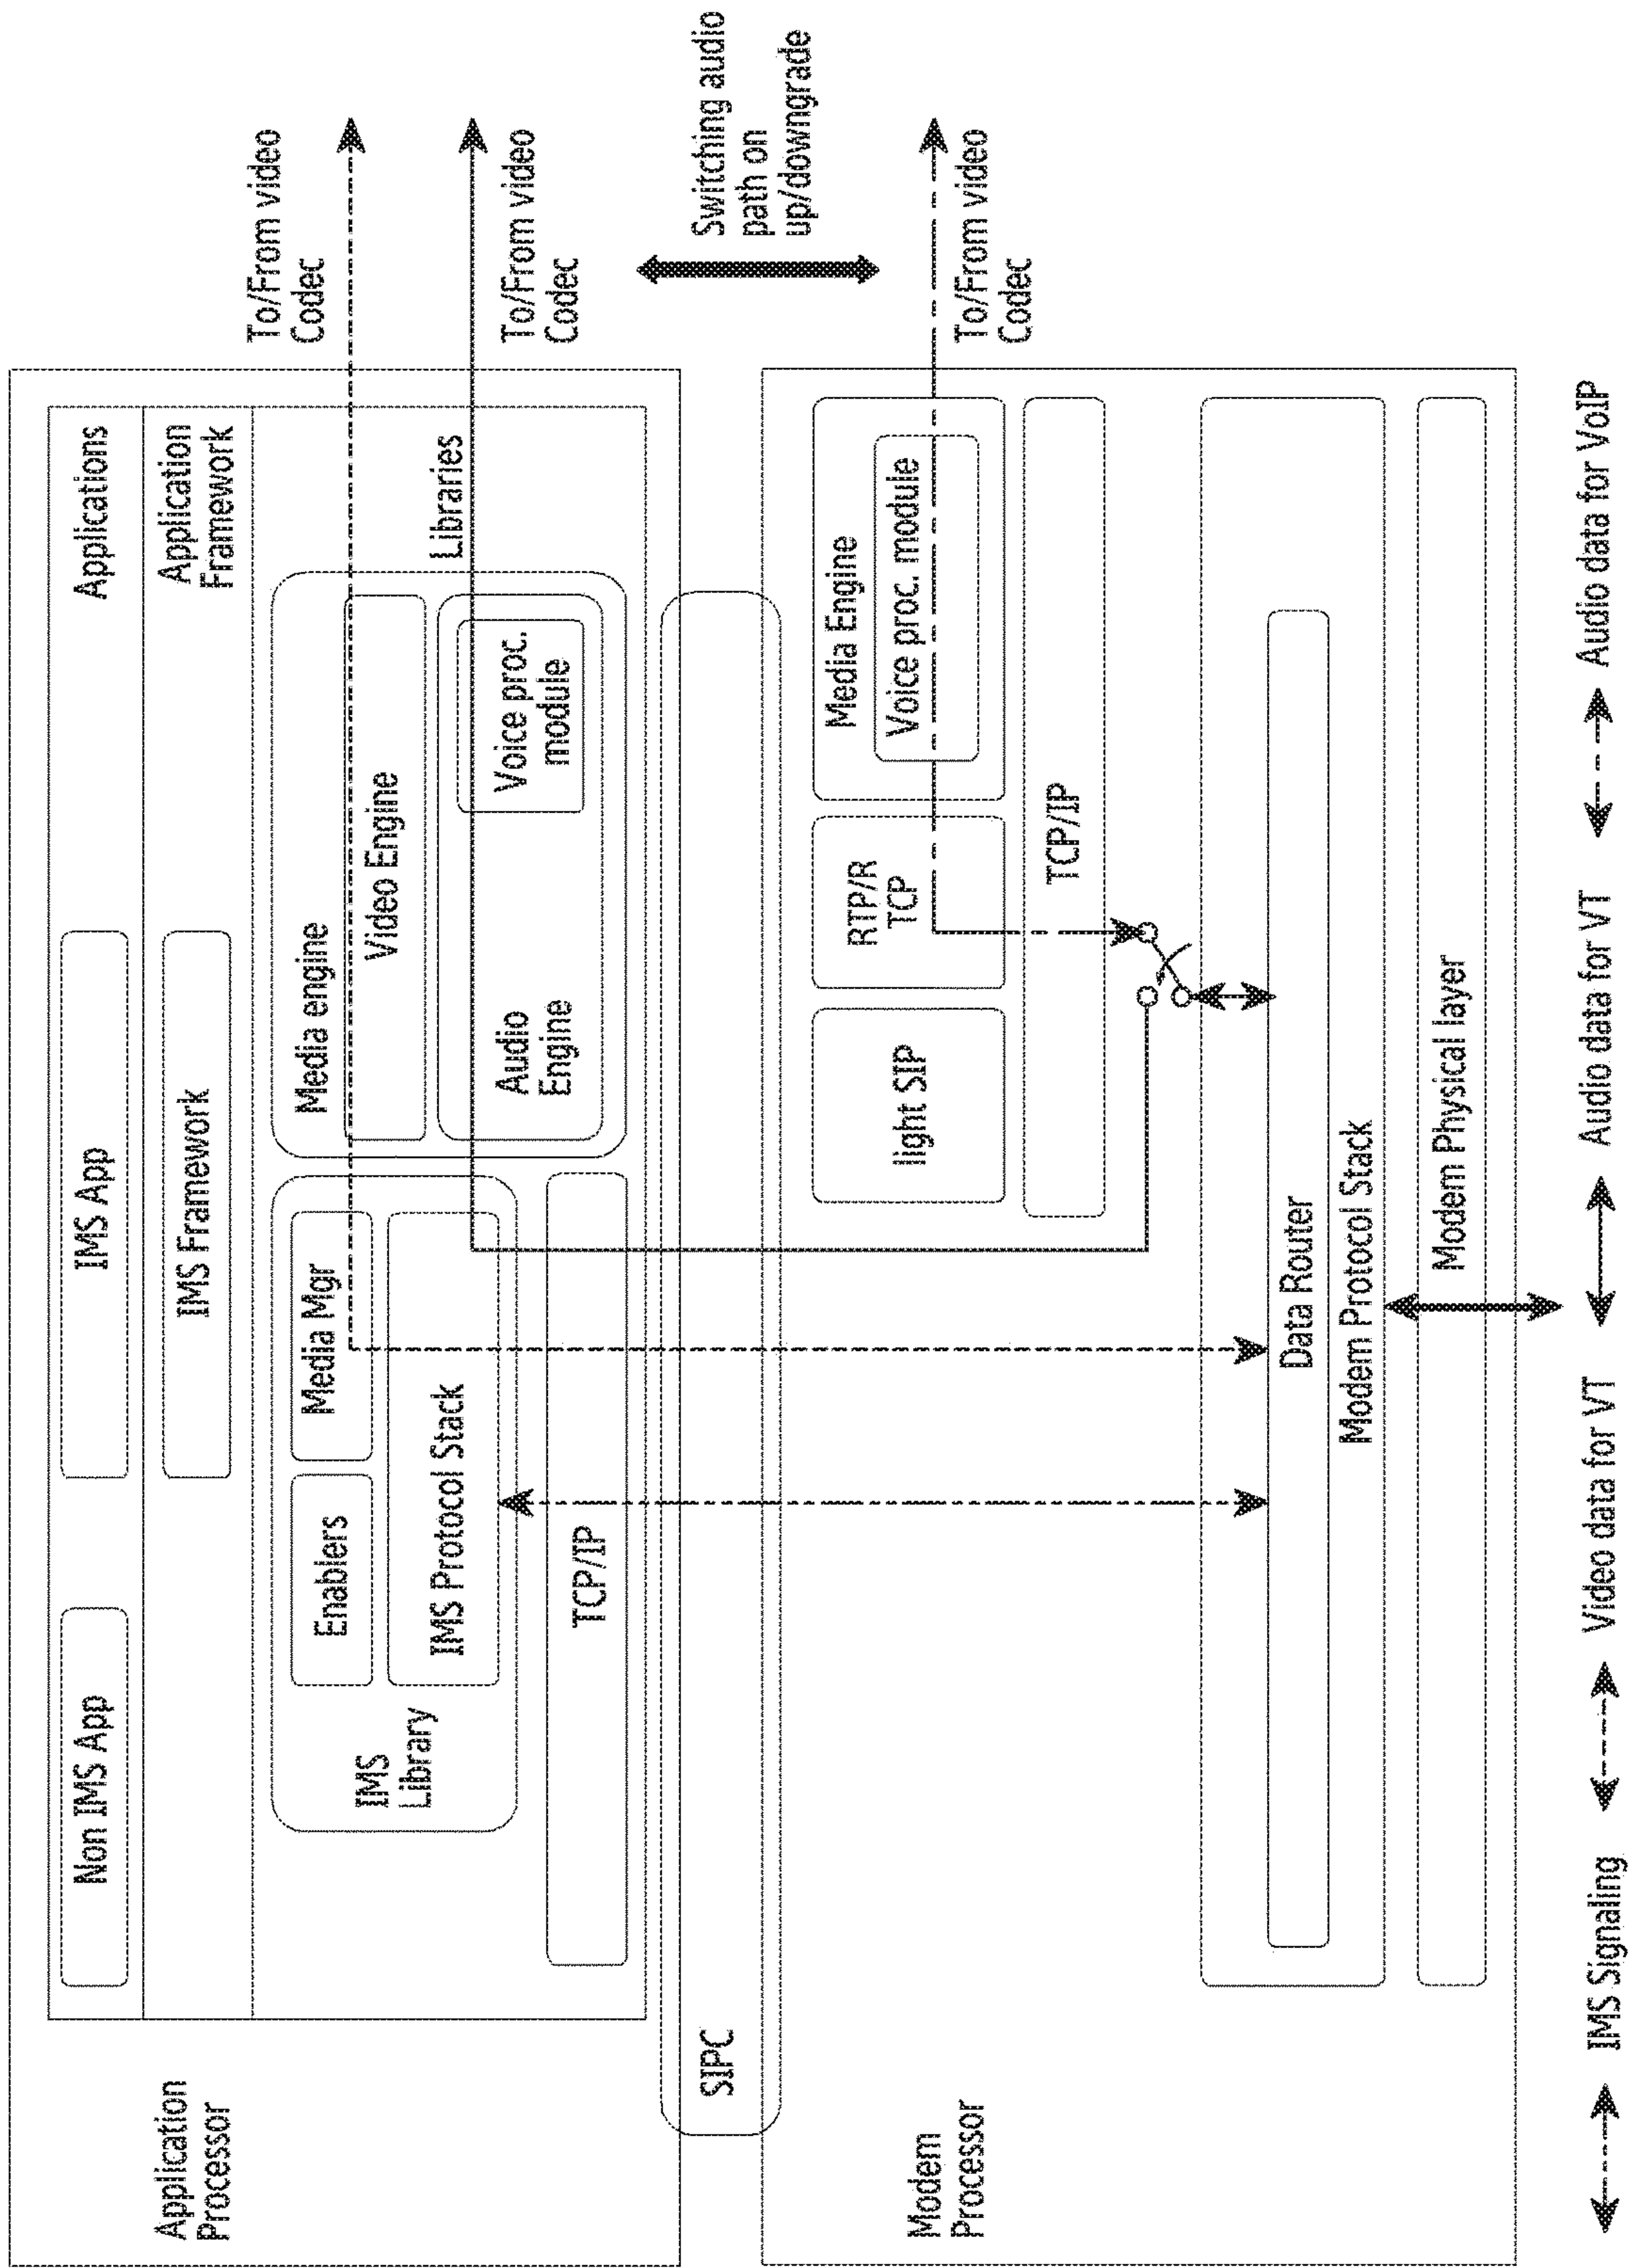 Application
Processor
Non IMS App
IMS App
Applications
IMS Framework
Application
Framework
Enablers
Media Mgr
IMS Protocol Stack
IMS
Library
TCP/IP
Media engine
Video Engine
Audio
Engine
Voice proc.
module
Libraries
To/From video
Codec
To/From video
Codec
Switching audio
path on
up/downgrade
SIPC
Modem
Processor
light SIP
RTP/R
TCP
Media Engine
Voice proc. module
To/From video
Codec
TCP/IP
Data Router
Modem Protocol Stack
Modem Physical layer
IMS Signaling
Video data for VT
Audio data for VT
Audio data for VoIP